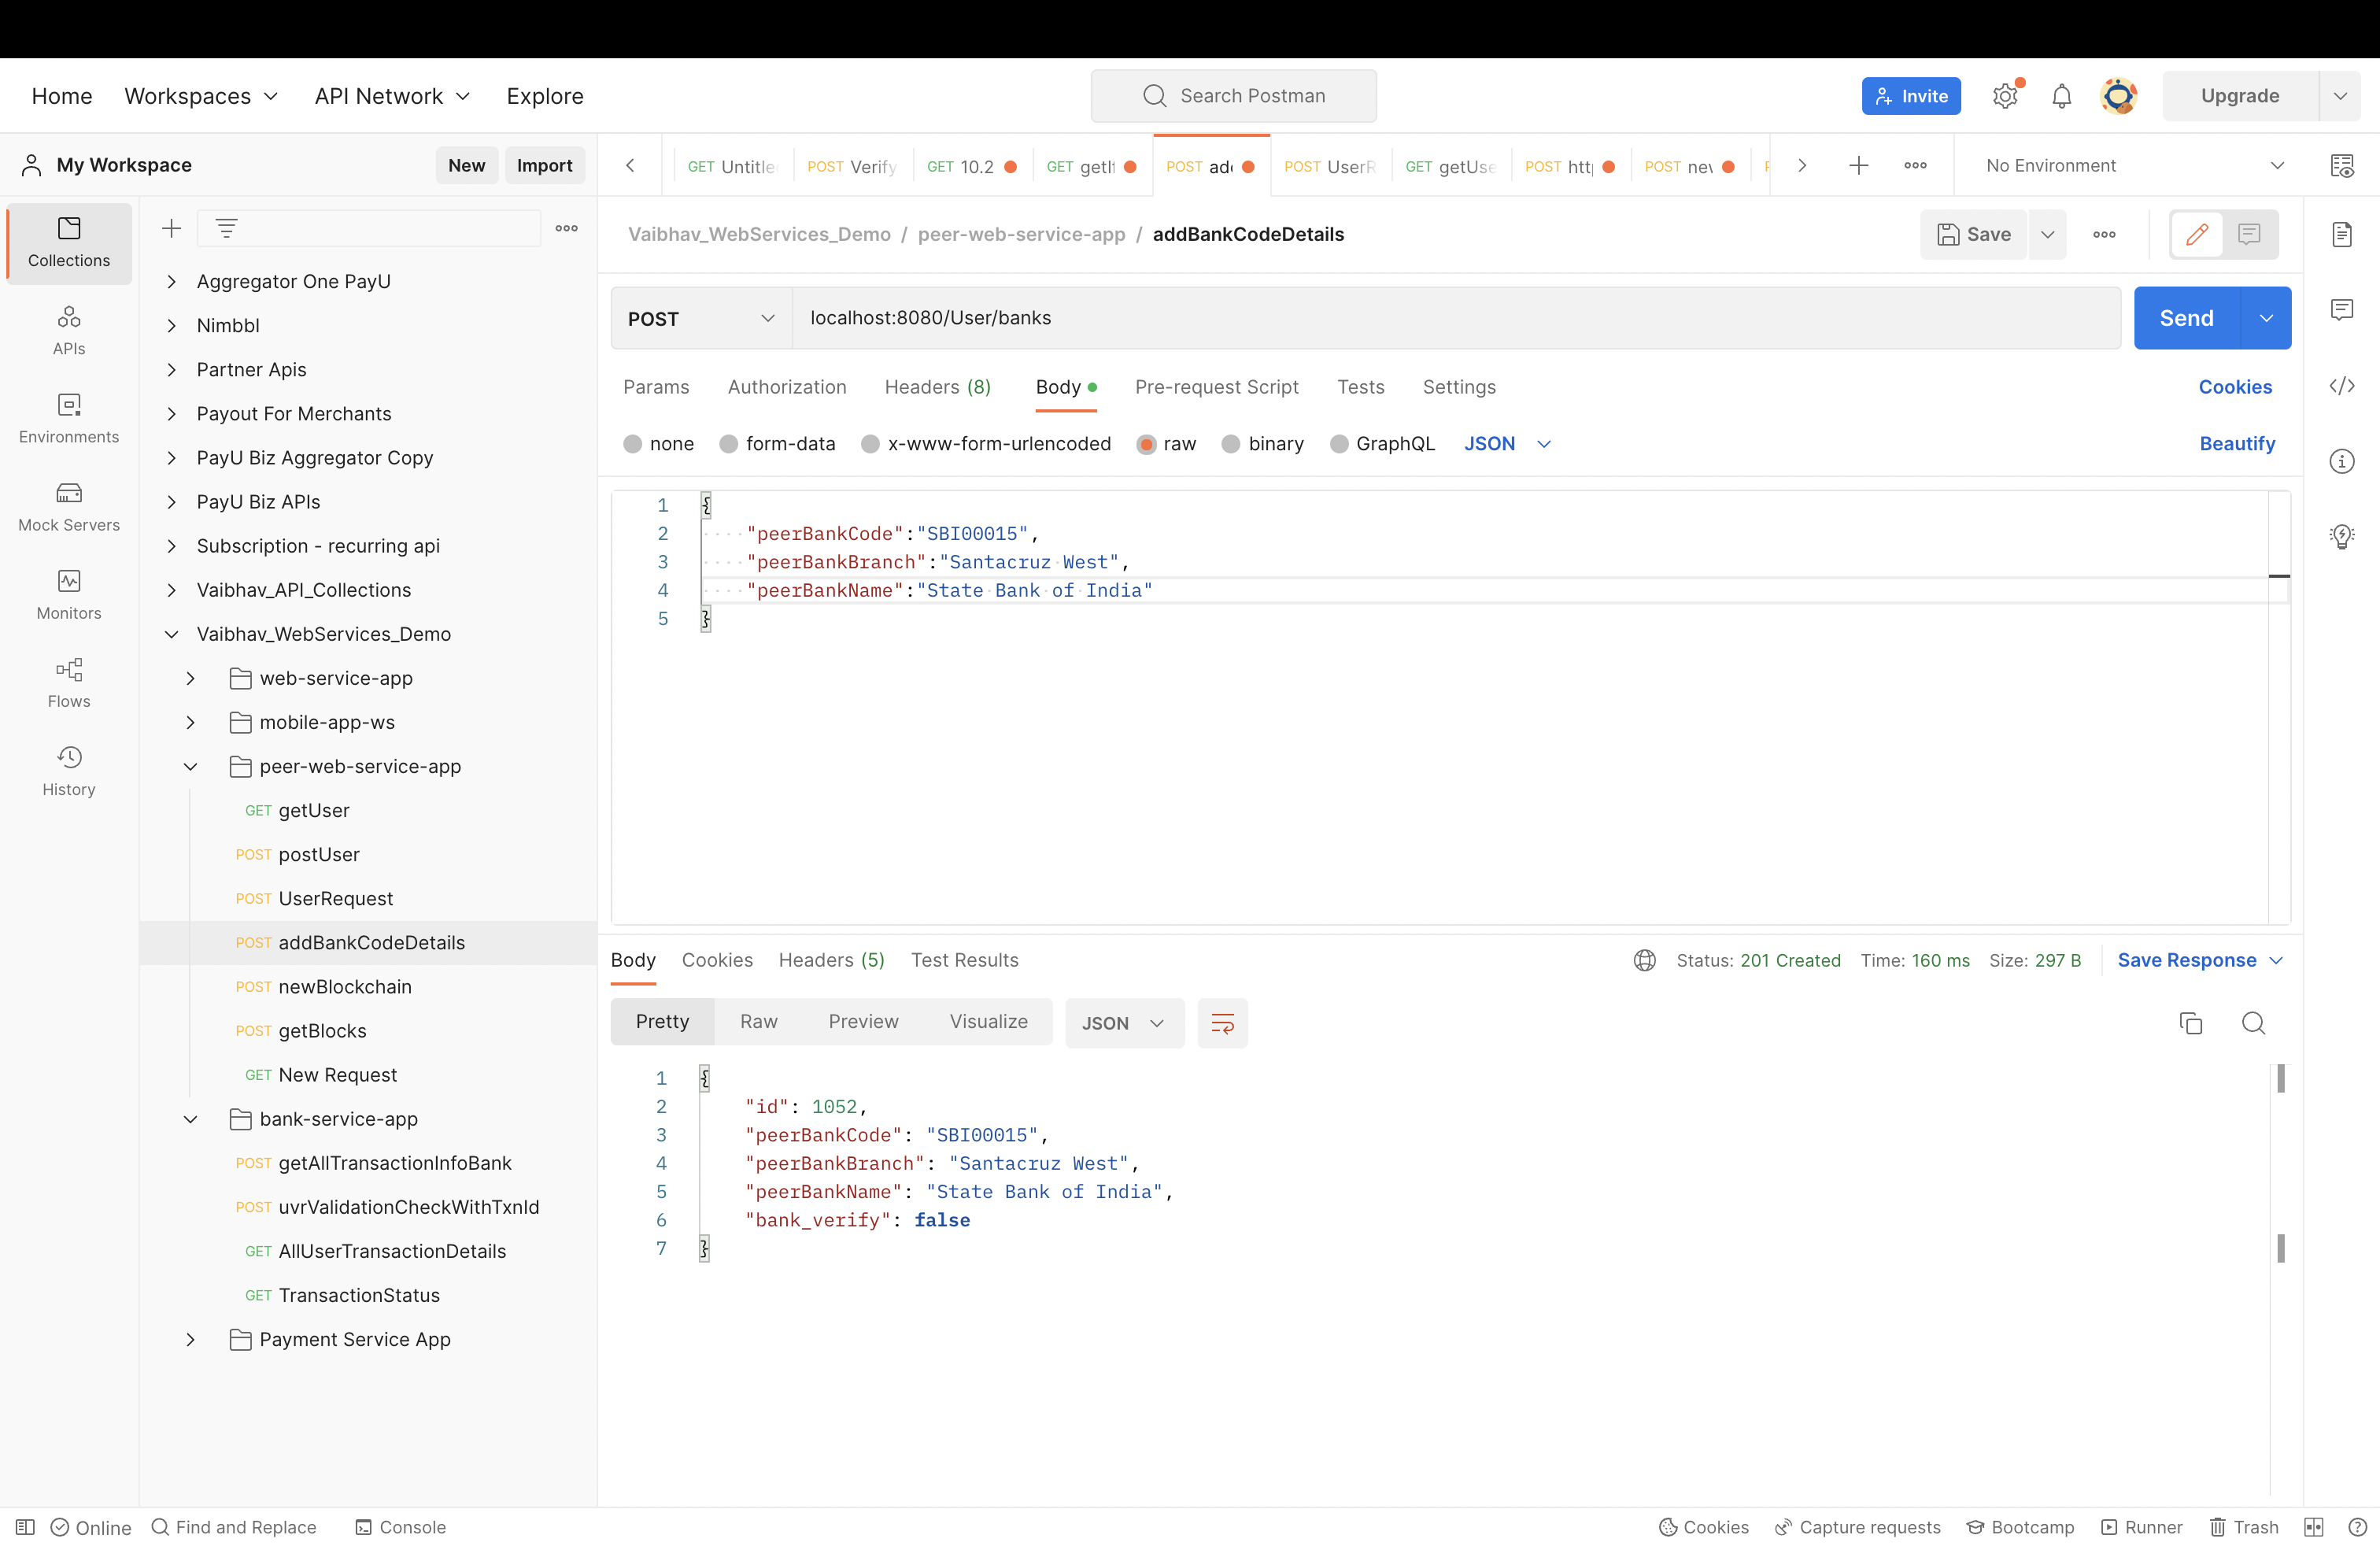 Home Workspaces API Network Explore Search Postman Invite Upgrade
My Workspace New Import GET Untitle POST Verify GET 10.2 GET getI POST add POST UserR GET getUse POST htt POST new No Environment
Collections
APIs
Environments
Mock Servers
Monitors
Flows
History
Aggregator One PayU
Nimbbl
Partner Apis
Payout For Merchants
PayU Biz Aggregator Copy
PayU Biz APIs
Subscription - recurring api
Vaibhav_API_Collections
Vaibhav_WebServices_Demo
web-service-app
mobile-app-ws
peer-web-service-app
GET getUser
POST postUser
POST UserRequest
POST addBankCodeDetails
POST newBlockchain
POST getBlocks
GET New Request
bank-service-app
POST getAllTransactionInfoBank
POST uvrValidationCheckWithTxnId
GET AllUserTransactionDetails
GET TransactionStatus
Payment Service App
Vaibhav_WebServices_Demo / peer-web-service-app / addBankCodeDetails Save
POST localhost:8080/User/banks Send
Params Authorization Headers (8) Body Pre-request Script Tests Settings Cookies
none form-data x-www-form-urlencoded raw binary GraphQL JSON Beautify
1 {
2 "peerBankCode":"SBI00015",
3 "peerBankBranch":"Santacruz West",
4 "peerBankName":"State Bank of India"
5 }
Body Cookies Headers (5) Test Results Status: 201 Created Time: 160 ms Size: 297 B Save Response
Pretty Raw Preview Visualize JSON
1 {
2 "id": 1052,
3 "peerBankCode": "SBI00015",
4 "peerBankBranch": "Santacruz West",
5 "peerBankName": "State Bank of India",
6 "bank_verify": false
7 }
Online Find and Replace Console Cookies Capture requests Bootcamp Runner Trash